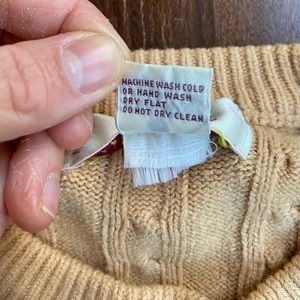 MACHINE WASH COLD
OR HAND WASH
DRY FLAT
DO NOT DRY CLEAN